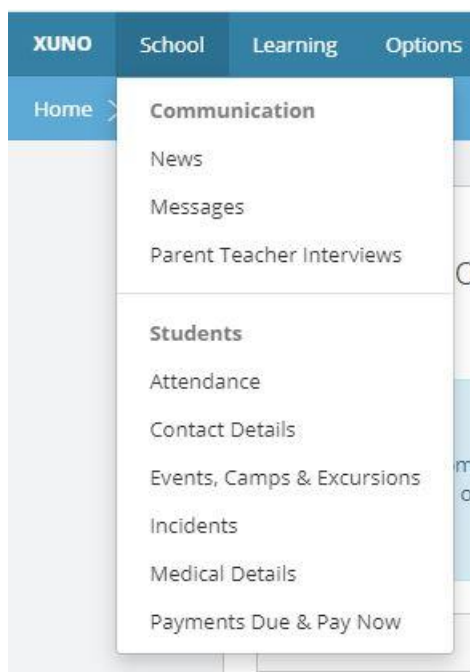 XUNO School Learning Options
Home
Communication
News
Messages
Parent Teacher Interviews
Students
Attendance
Contact Details
Events, Camps & Excursions
Incidents
Medical Details
Payments Due & Pay Now